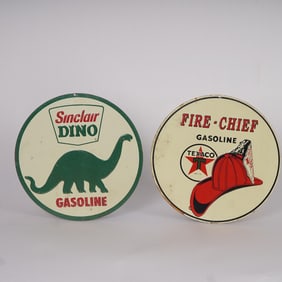 Sinclair
DINO
GASOLINE
FIRE-CHIEF
GASOLINE
TEXACO
T